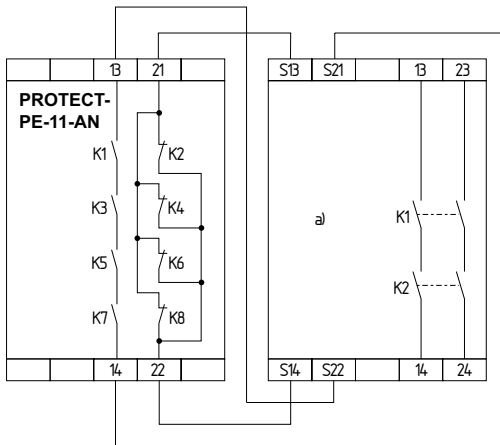 13 21 S13 S21 13 23
PROTECT-
PE-11-AN
K1 K2
K3 K4 a) K1
K5 K6
K2
K7 K8
14 22 S14 S22 14 24